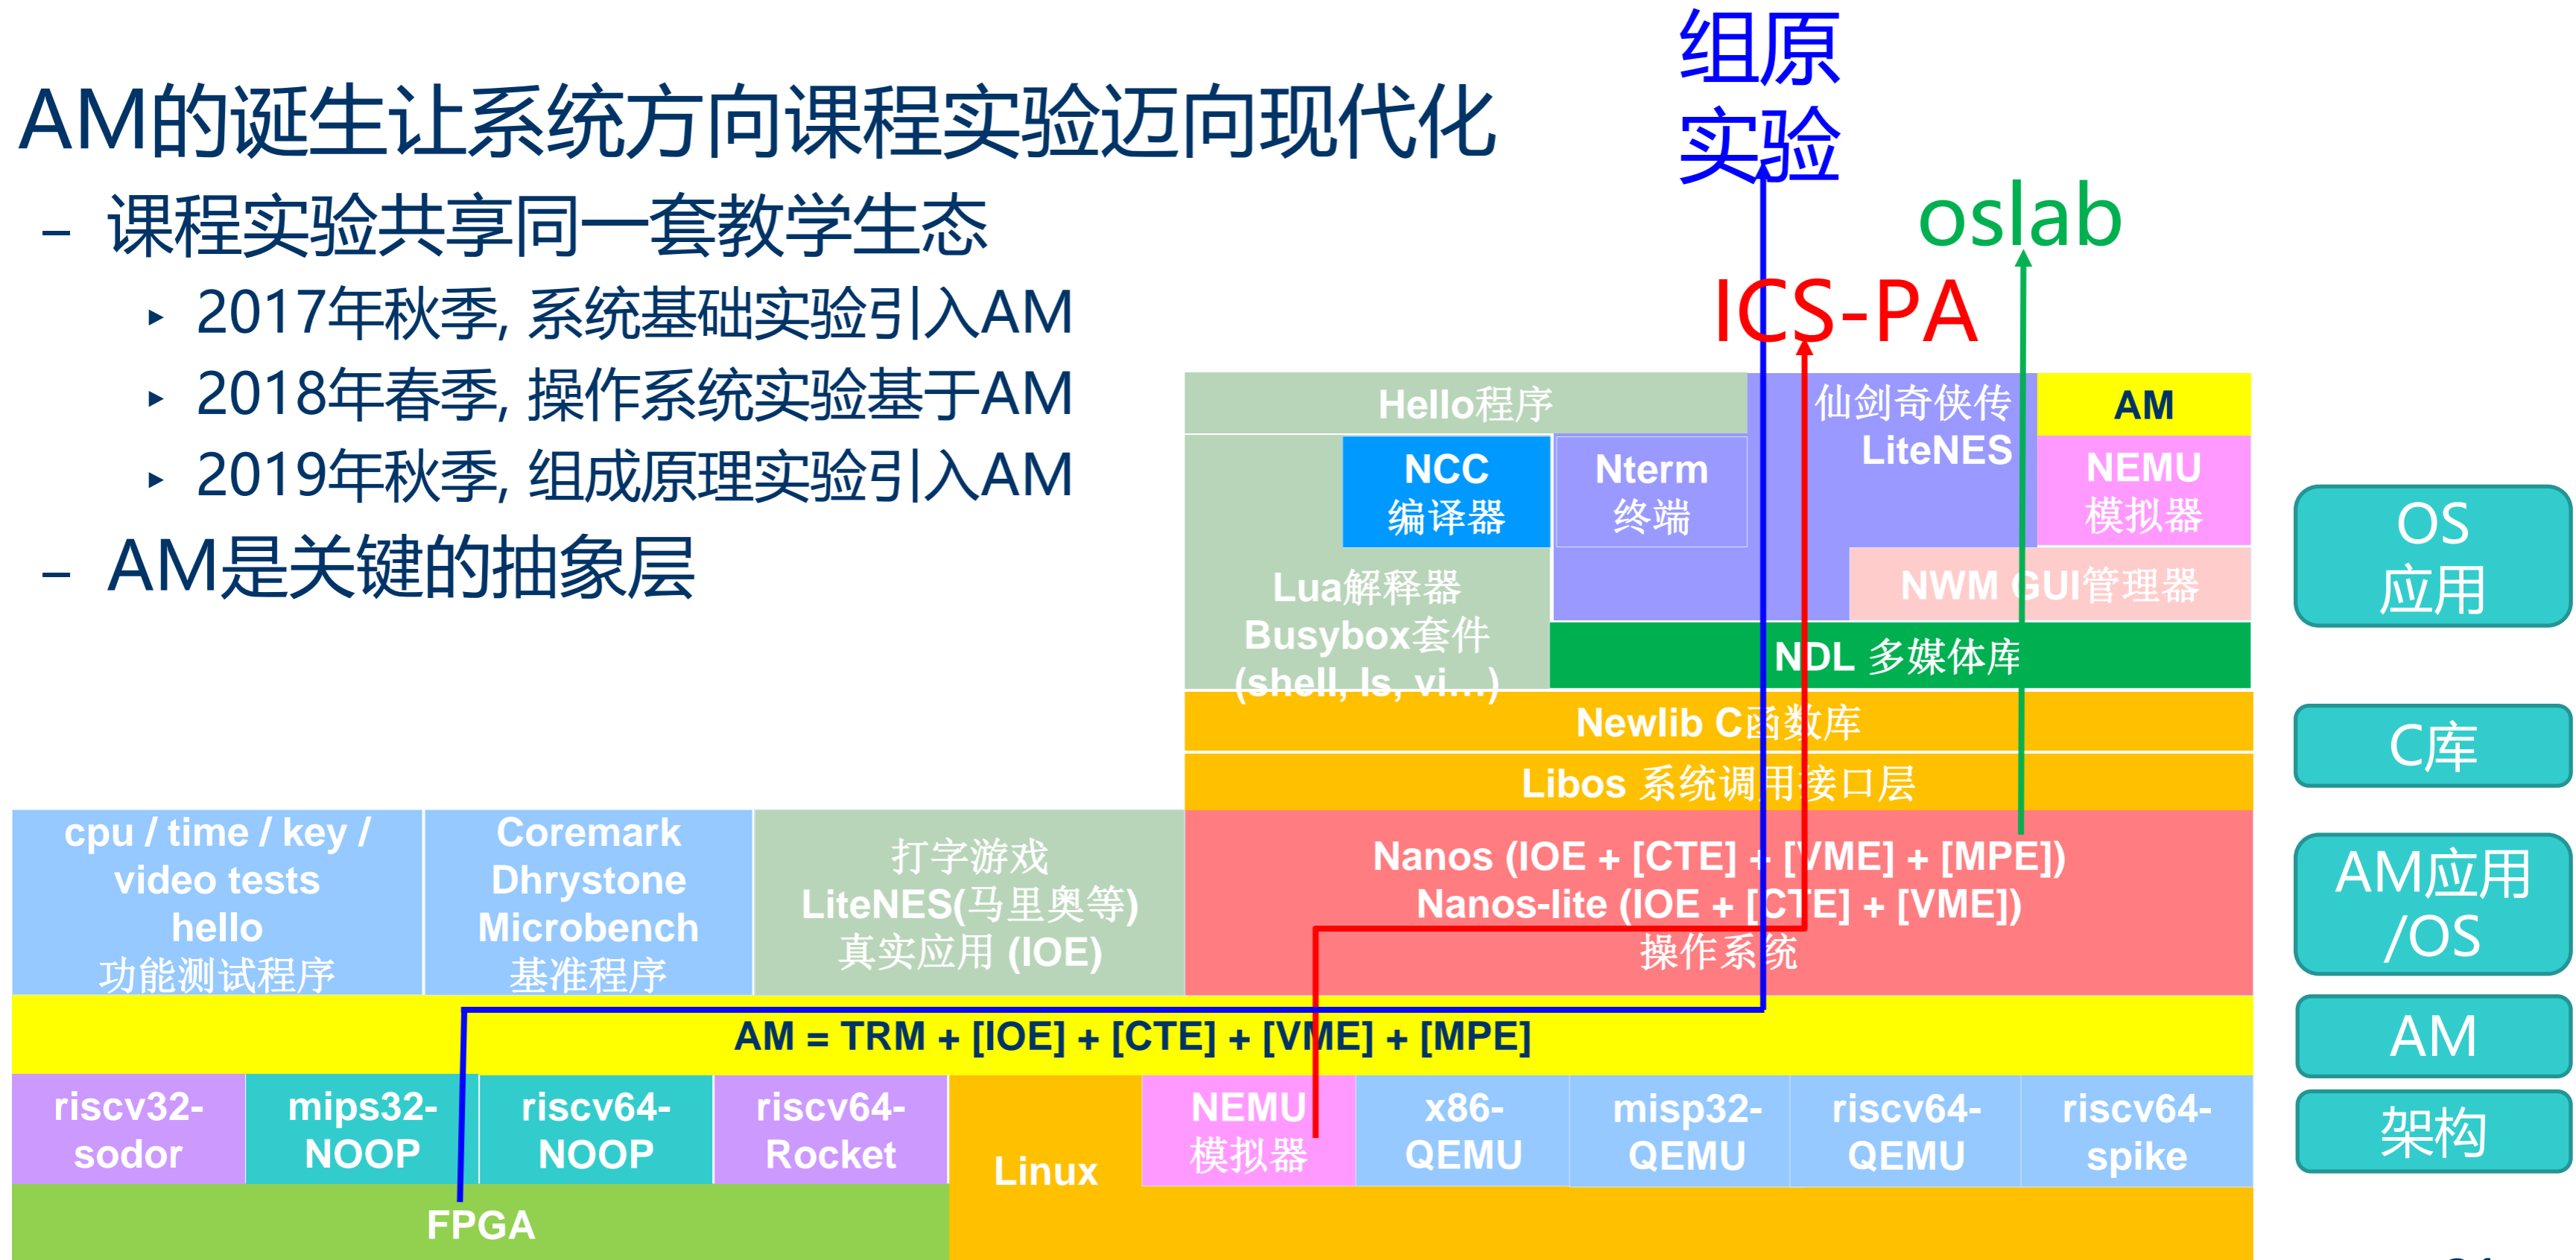 组原
实验
AM的诞生让系统方向课程实验迈向现代化
– 课程实验共享同一套教学生态
oslab
▸ 2017年秋季, 系统基础实验引入AM
ICS-PA
▸ 2018年春季, 操作系统实验基于AM
▸ 2019年秋季, 组成原理实验引入AM
– AM是关键的抽象层
Hello程序
仙剑奇侠传
LiteNES
AM
NCC
编译器
Nterm
终端
NEMU
模拟器
OS
应用
Lua解释器
Busybox套件
(shell, ls, vi...)
NWM GUI管理器
NDL 多媒体库
Newlib C函数库
C库
Libos 系统调用接口层
cpu / time / key /
video tests
hello
功能测试程序
Coremark
Dhrystone
Microbench
基准程序
打字游戏
LiteNES(马里奥等)
真实应用 (IOE)
Nanos (IOE + [CTE] + [VME] + [MPE])
Nanos-lite (IOE + [CTE] + [VME])
操作系统
AM应用
/OS
AM = TRM + [IOE] + [CTE] + [VME] + [MPE]
AM
riscv32-
sodor
mips32-
NOOP
riscv64-
NOOP
riscv64-
Rocket
Linux
NEMU
模拟器
x86-
QEMU
misp32-
QEMU
riscv64-
QEMU
riscv64-
spike
架构
FPGA